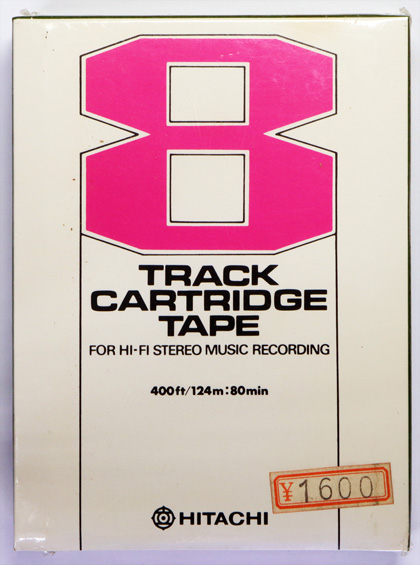 8
TRACK
CARTRIDGE
TAPE
FOR HI-FI STEREO MUSIC RECORDING
400ft/124m:80min
¥1600
HITACHI